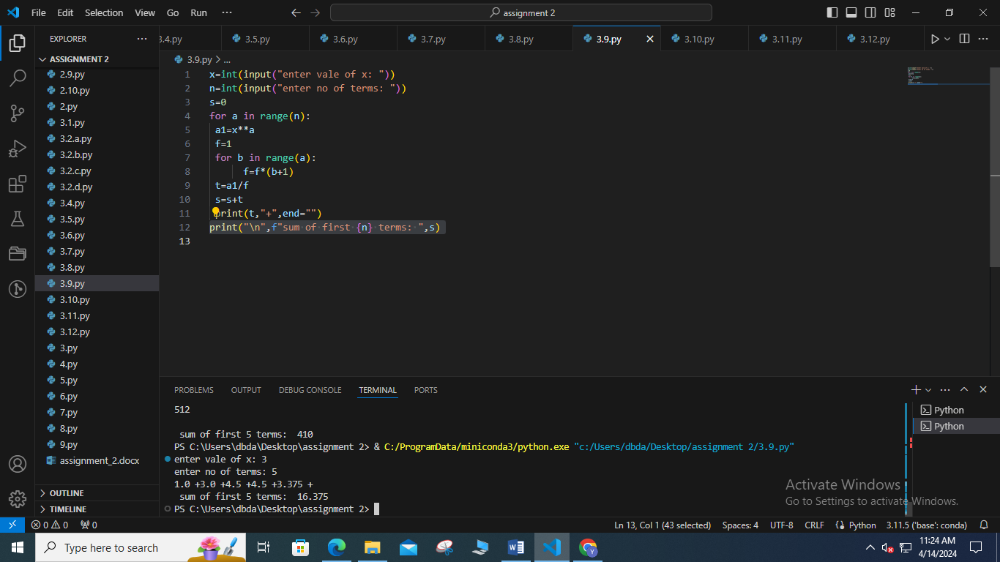 File Edit Selection View Go Run ··· assignment 2
EXPLORER ···
ASSIGNMENT 2
2.9.py
2.10.py
2.py
3.1.py
3.2.a.py
3.2.b.py
3.2.c.py
3.2.d.py
3.4.py
3.5.py
3.6.py
3.7.py
3.8.py
3.9.py
3.10.py
3.11.py
3.12.py
3.py
4.py
5.py
6.py
7.py
8.py
9.py
assignment_2.docx
OUTLINE
TIMELINE
3.4.py 3.5.py 3.6.py 3.7.py 3.8.py 3.9.py 3.10.py 3.11.py 3.12.py
3.9.py > ...
1 x=int(input("enter vale of x: "))
2 n=int(input("enter no of terms: "))
3 s=0
4 for a in range(n):
5  a1=x**a
6  f=1
7  for b in range(a):
8       f=f*(b+1)
9  t=a1/f
10  s=s+t
11  print(t,"+",end="")
12 print("\n",f"sum of first {n} terms: ",s)
13
PROBLEMS OUTPUT DEBUG CONSOLE TERMINAL PORTS
512
 sum of first 5 terms:  410
PS C:\Users\dbda\Desktop\assignment 2> & C:/ProgramData/miniconda3/python.exe "c:/Users/dbda/Desktop/assignment 2/3.9.py"
enter vale of x: 3
enter no of terms: 5
1.0 +3.0 +4.5 +4.5 +3.375 +
 sum of first 5 terms:  16.375
PS C:\Users\dbda\Desktop\assignment 2>
Python
Python
Activate Windows
Go to Settings to activate Windows.
0 0 0 Ln 13, Col 1 (43 selected) Spaces: 4 UTF-8 CRLF Python 3.11.5 ('base': conda)
Type here to search
11:24 AM
4/14/2024